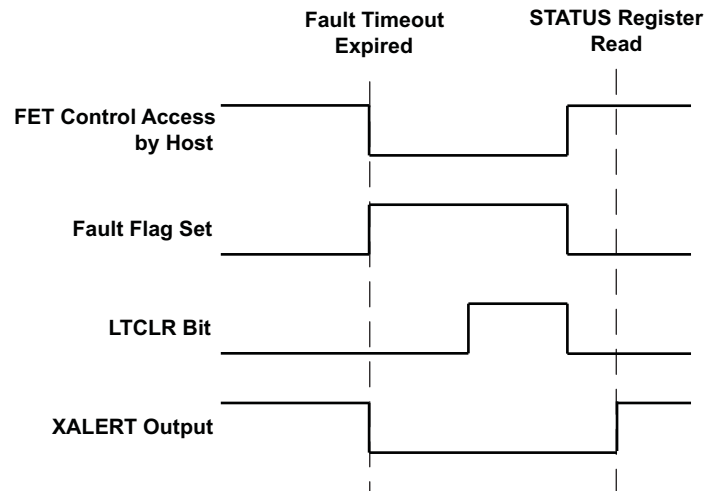 Fault Timeout
Expired
STATUS Register
Read
FET Control Access
by Host
Fault Flag Set
LTCLR Bit
XALERT Output